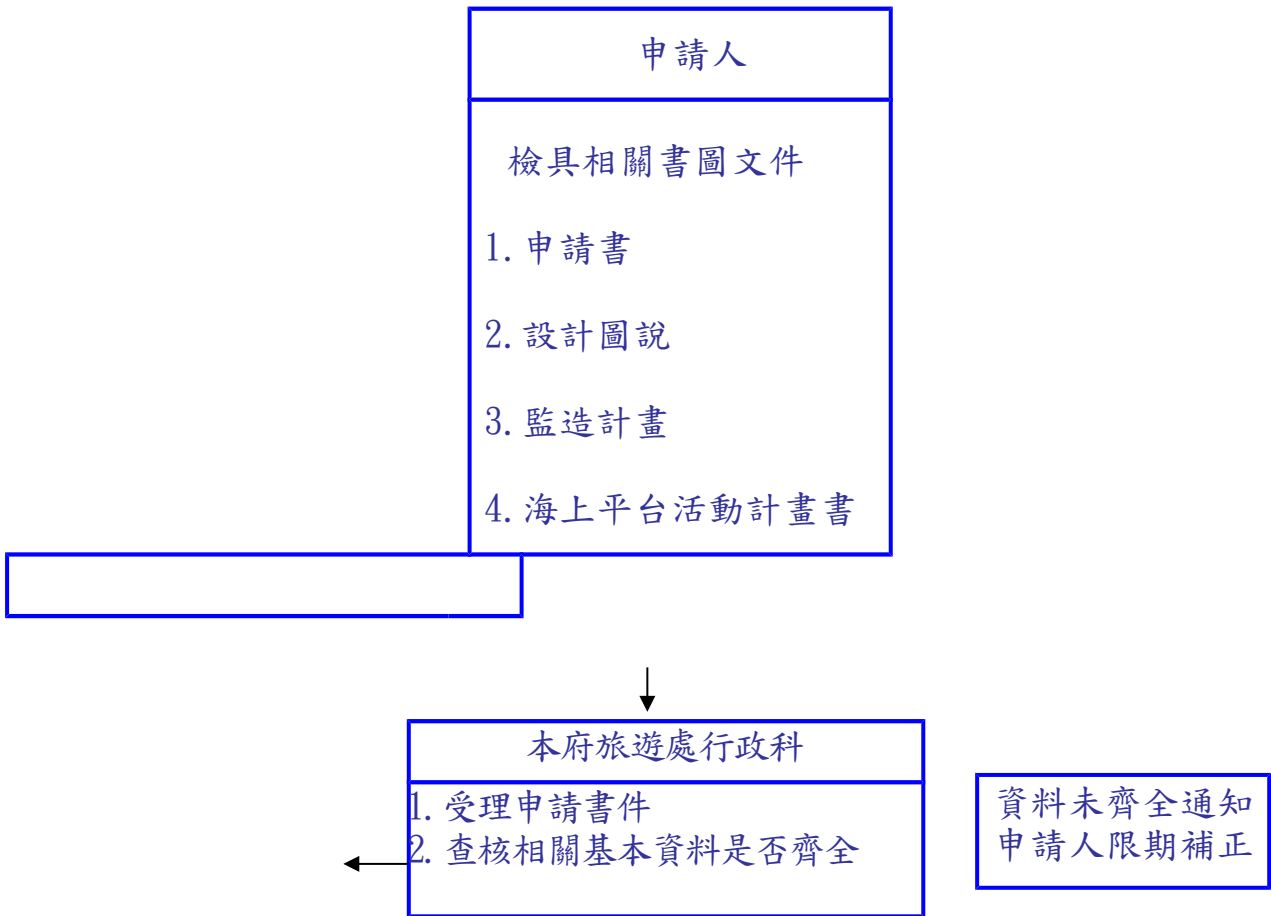 申請人
檢具相關書圖文件
1.申請書
2.設計圖說
3.監造計畫
4.海上平台活動計畫書
本府旅遊處行政科
1.受理申請書件
2.查核相關基本資料是否齊全
資料未齊全通知
申請人限期補正